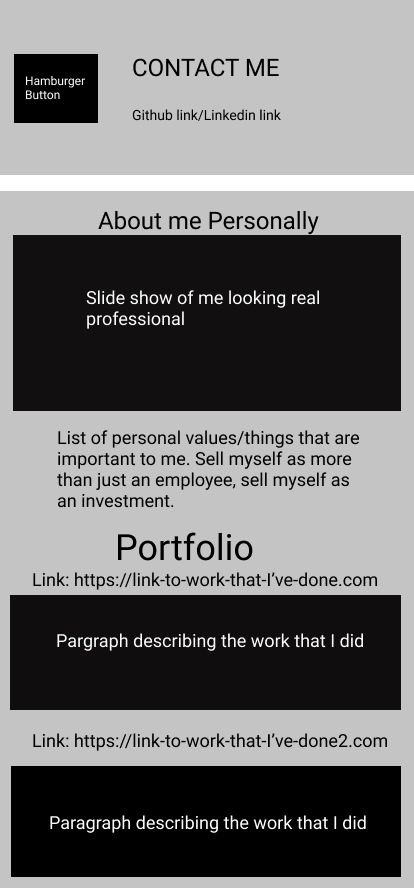 CONTACT ME
Hamburger
Button
Github link/Linkedin link
About me Personally
Slide show of me looking real
professional
List of personal values/things that are
important to me. Sell myself as more
than just an employee, sell myself as
an investment.
Portfolio
Link: https://link-to-work-that-I’ve-done.com
Pargraph describing the work that I did
Link: https://link-to-work-that-I’ve-done2.com
Paragraph describing the work that I did